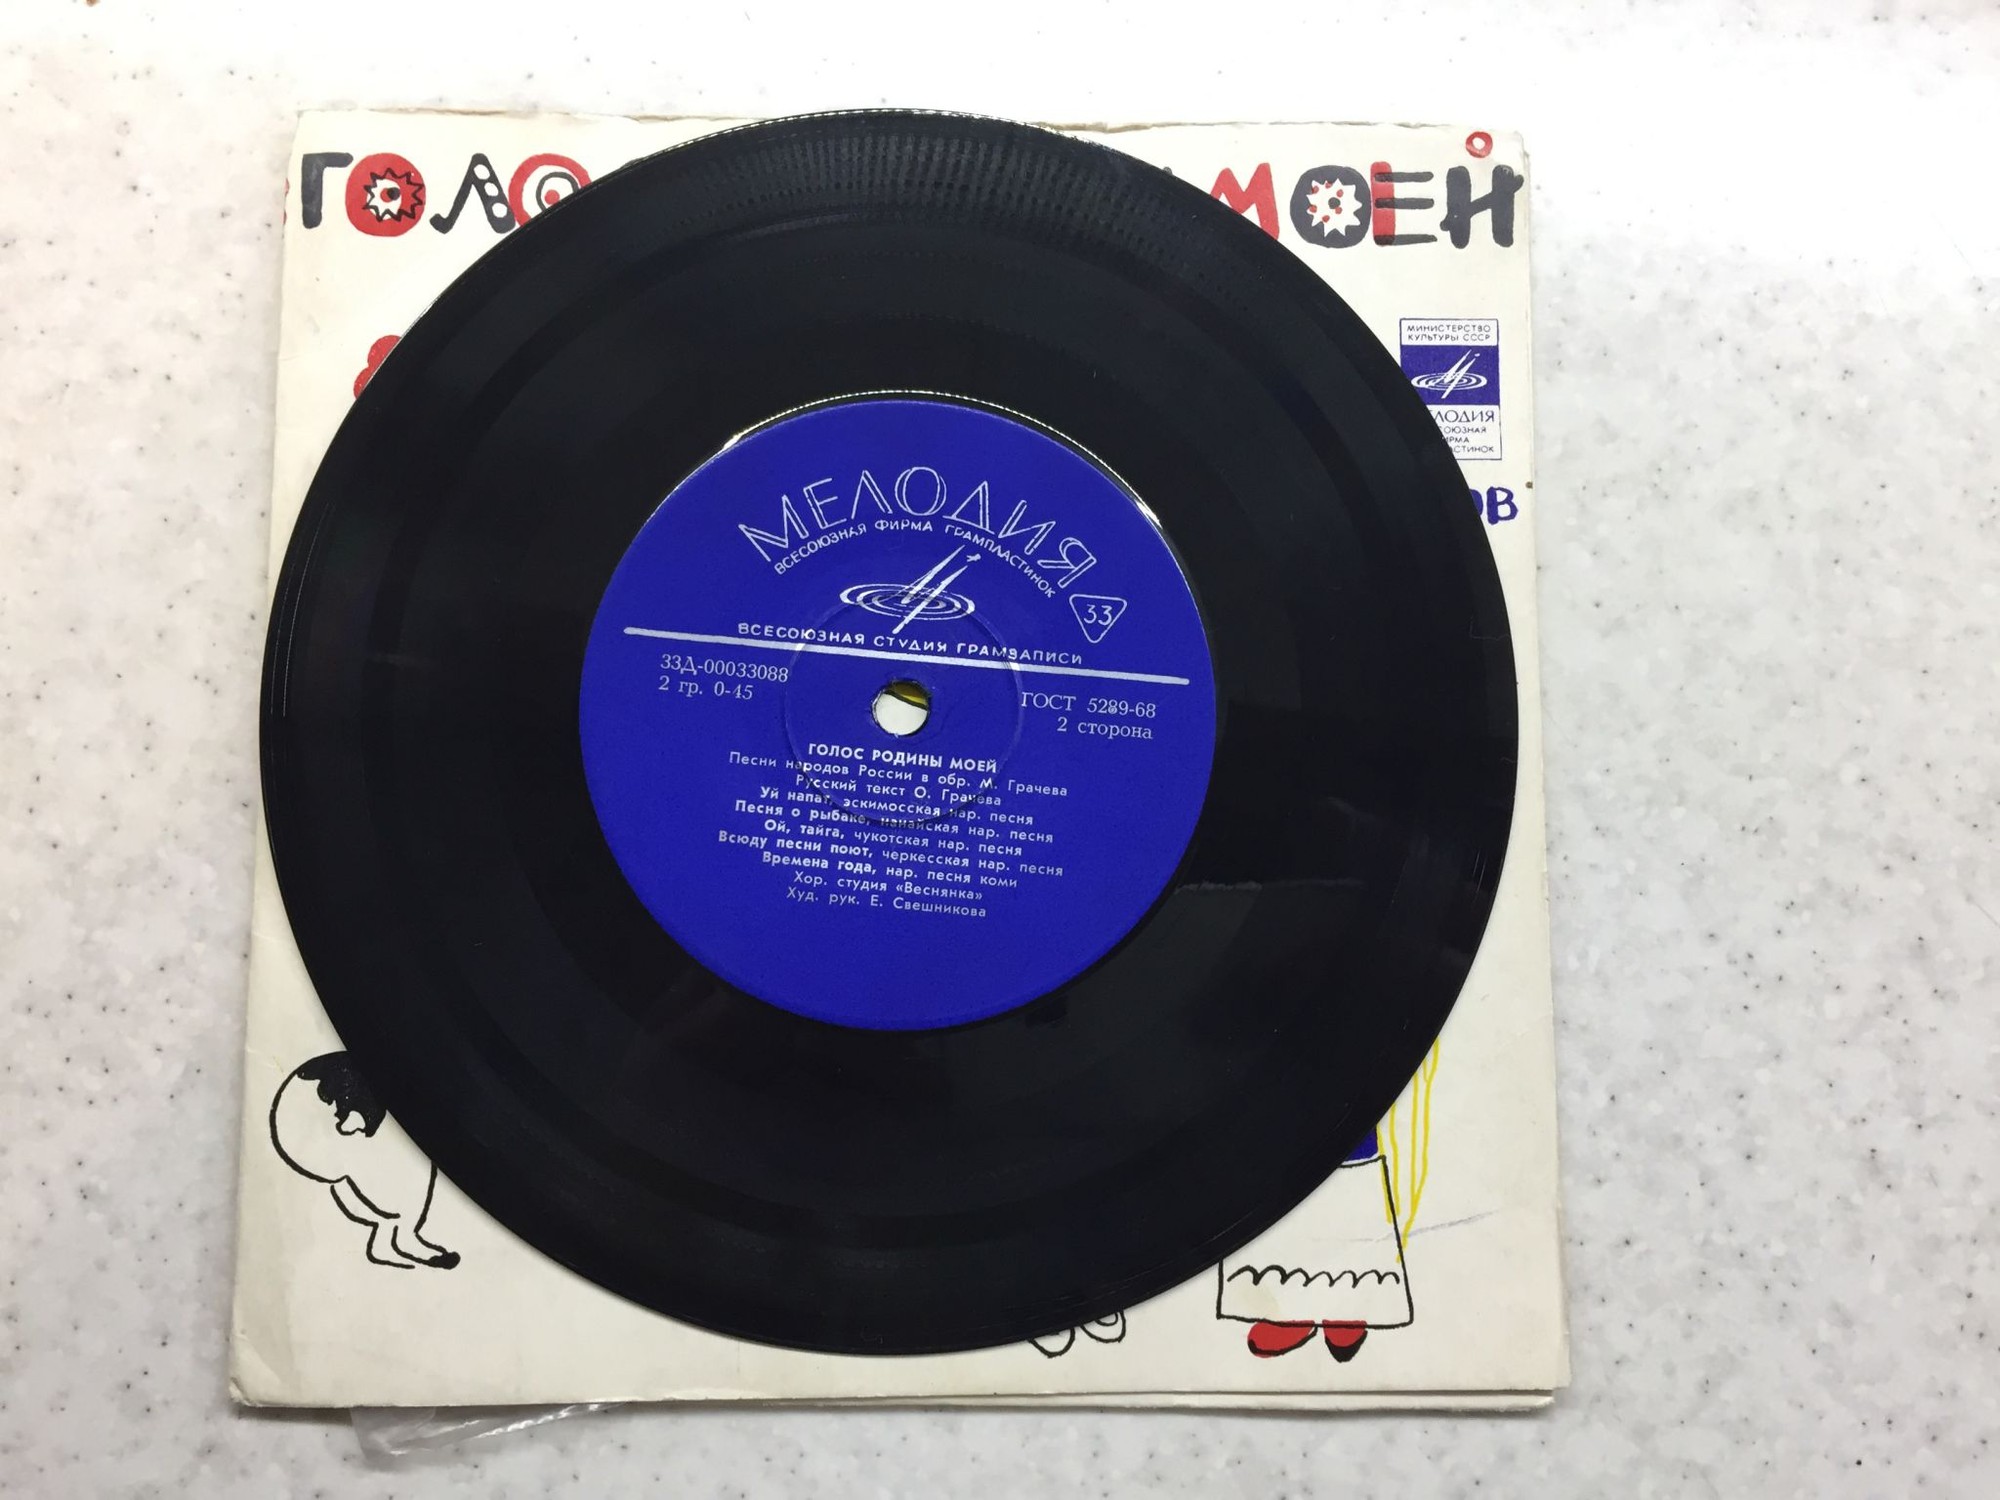 ГОЛО
МОЕЙ
МИНИСТЕРСТВО
КУЛЬТУРЫ СССР
МЕЛОДИЯ
ВСЕСОЮЗНАЯ ФИРМА ГРАМПЛАСТИНОК
33
ВСЕСОЮЗНАЯ СТУДИЯ ГРАМЗАПИСИ
33Д-00033088
2 гр. 0-45
ГОСТ 5289-68
2 сторона
ГОЛОС РОДИНЫ МОЕЙ
Песни народов России в обр. М. Грачева
Русский текст О. Грачева
Уй напат, эскимосская нар. песня
Песня о рыбаке, нанайская нар. песня
Ой, тайга, чукотская нар. песня
Всюду песни поют, черкесская нар. песня
Времена года, нар. песня коми
Хор. студия «Веснянка»
Худ. рук. Е. Свешникова